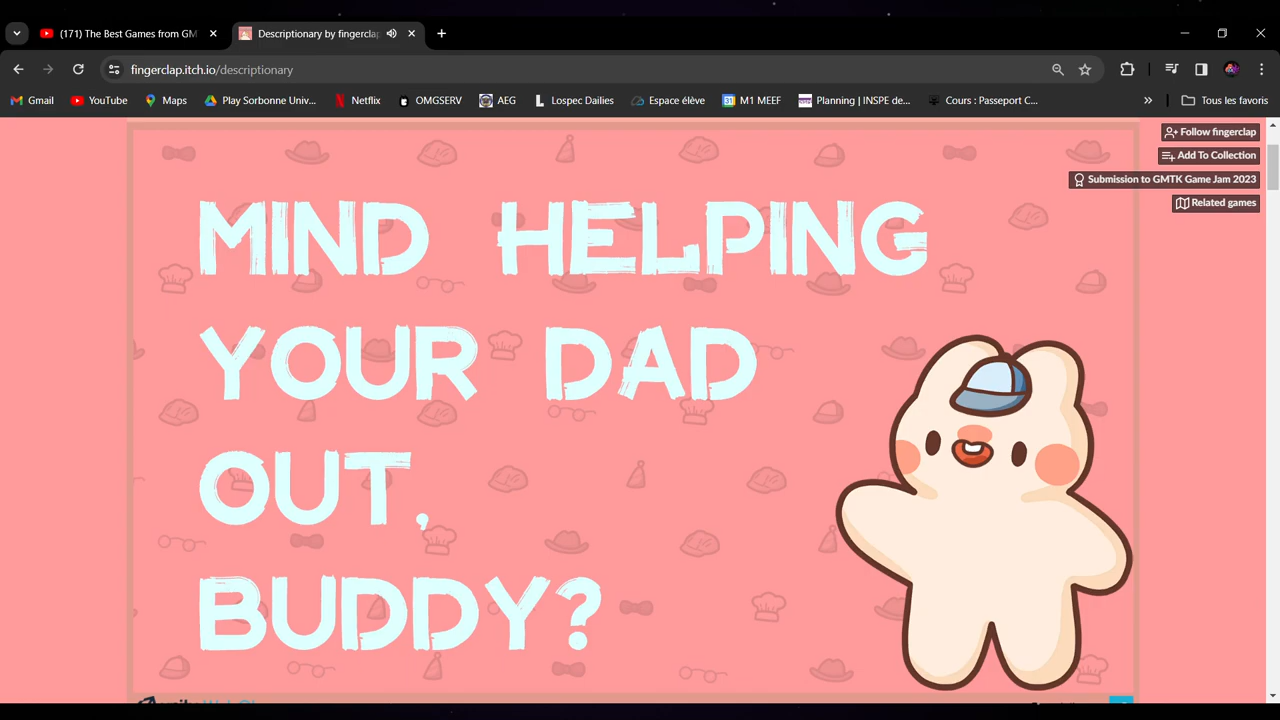 (171) The Best Games from GM
Descriptionary by fingerclap
fingerclap.itch.io/descriptionary
Gmail
YouTube
Maps
Play Sorbonne Univ...
Netflix
OMGSERV
AEG
Lospec Dailies
Espace élève
31
M1 MEEF
Planning | INSPE de...
Cours : Passeport C...
»
Tous les favoris
Follow fingerclap
Add To Collection
Submission to GMTK Game Jam 2023
Related games
MIND HELPING
YOUR DAD
OUT,
BUDDY?